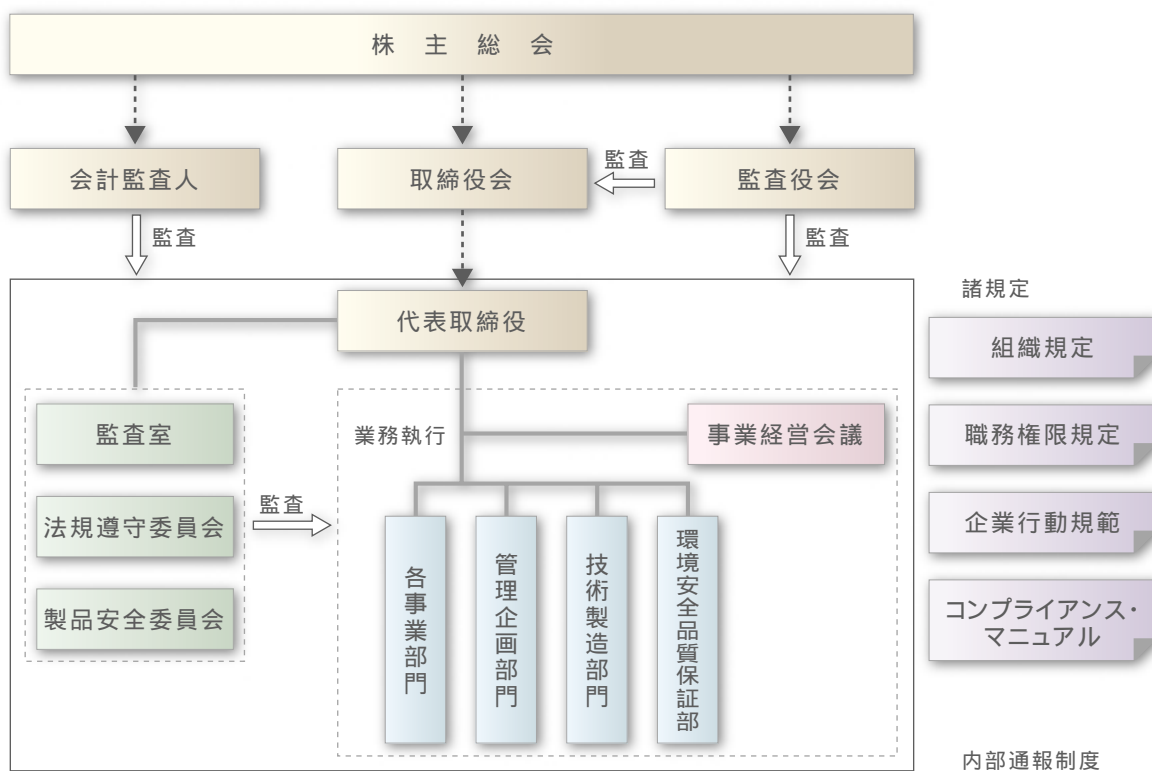 株主総会
会計監査人
取締役会
監査
監査役会
監査
監査
代表取締役
諸規定
組織規定
職務権限規定
企業行動規範
コンプライアンス・
マニュアル
内部通報制度
監査室
法規遵守委員会
製品安全委員会
監査
業務執行
事業経営会議
各事業部門
管理企画部門
技術製造部門
環境安全品質保証部